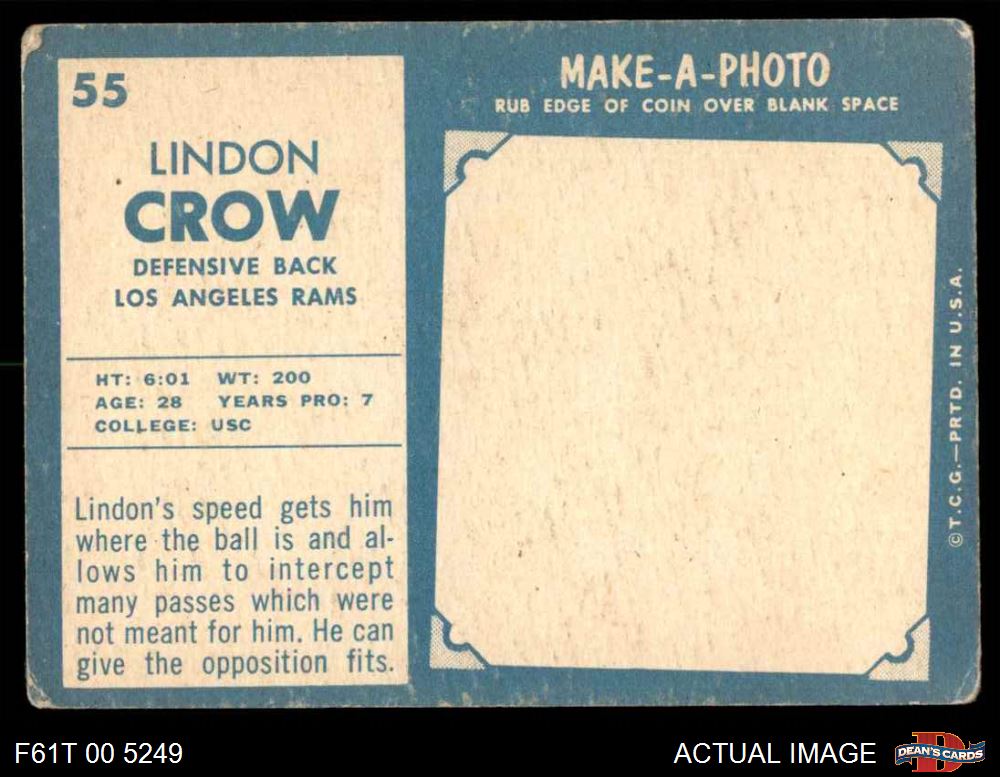 55
LINDON
CROW
DEFENSIVE BACK
LOS ANGELES RAMS
HT: 6:01 WT: 200
AGE: 28 YEARS PRO: 7
COLLEGE: USC
Lindon's speed gets him
where the ball is and al-
lows him to intercept
many passes which were
not meant for him. He can
give the opposition fits.
MAKE-A-PHOTO
RUB EDGE OF COIN OVER BLANK SPACE
©T.C.G.—PRTD. IN U.S.A.
F61T 00 5249
ACTUAL IMAGE
DEAN'S CARDS